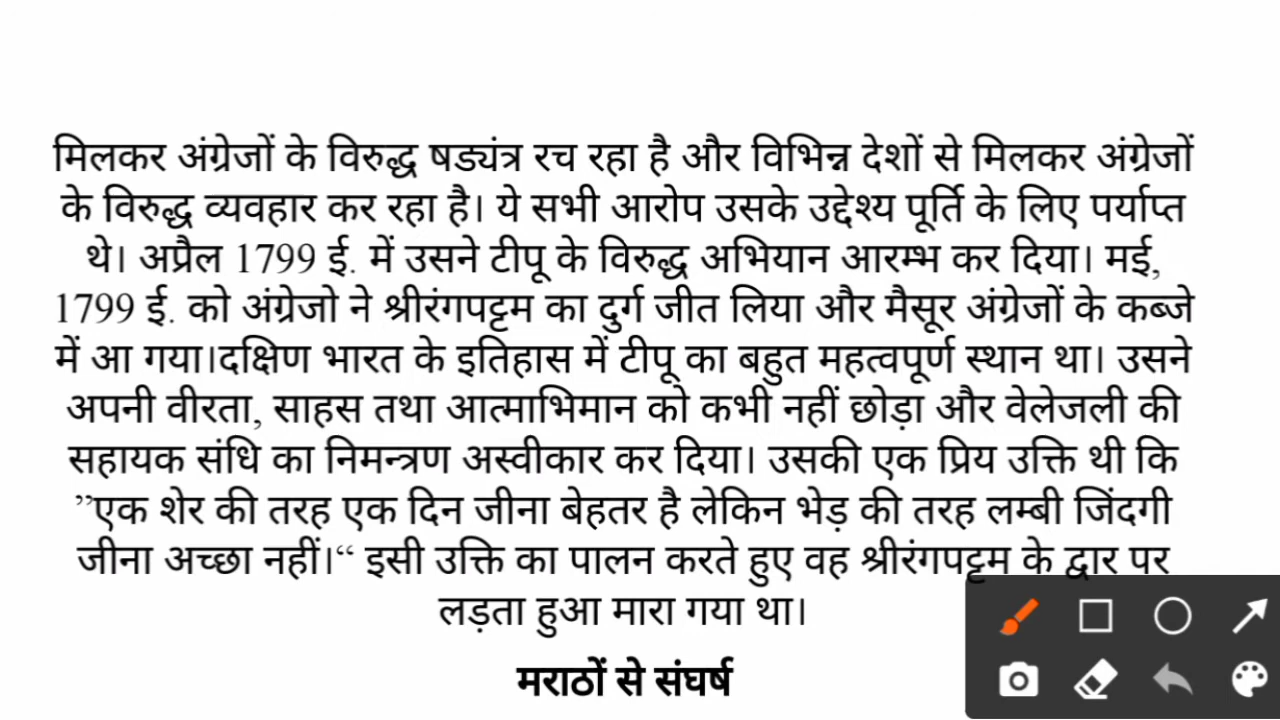 मिलकर अंग्रेजों के विरुद्ध षड्यंत्र रच रहा है और विभिन्न देशों से मिलकर अंग्रेजों
के विरुद्ध व्यवहार कर रहा है। ये सभी आरोप उसके उद्देश्य पूर्ति के लिए पर्याप्त
थे। अप्रैल 1799 ई. में उसने टीपू के विरुद्ध अभियान आरम्भ कर दिया। मई,
1799 ई. को अंग्रेजो ने श्रीरंगपट्टम का दुर्ग जीत लिया और मैसूर अंग्रेजों के कब्जे
में आ गया।दक्षिण भारत के इतिहास में टीपू का बहुत महत्वपूर्ण स्थान था। उसने
अपनी वीरता, साहस तथा आत्माभिमान को कभी नहीं छोड़ा और वेलेजली की
सहायक संधि का निमन्त्रण अस्वीकार कर दिया। उसकी एक प्रिय उक्ति थी कि
”एक शेर की तरह एक दिन जीना बेहतर है लेकिन भेड़ की तरह लम्बी जिंदगी
जीना अच्छा नहीं।“ इसी उक्ति का पालन करते हुए वह श्रीरंगपट्टम के द्वार पर
लड़ता हुआ मारा गया था।
मराठों से संघर्ष